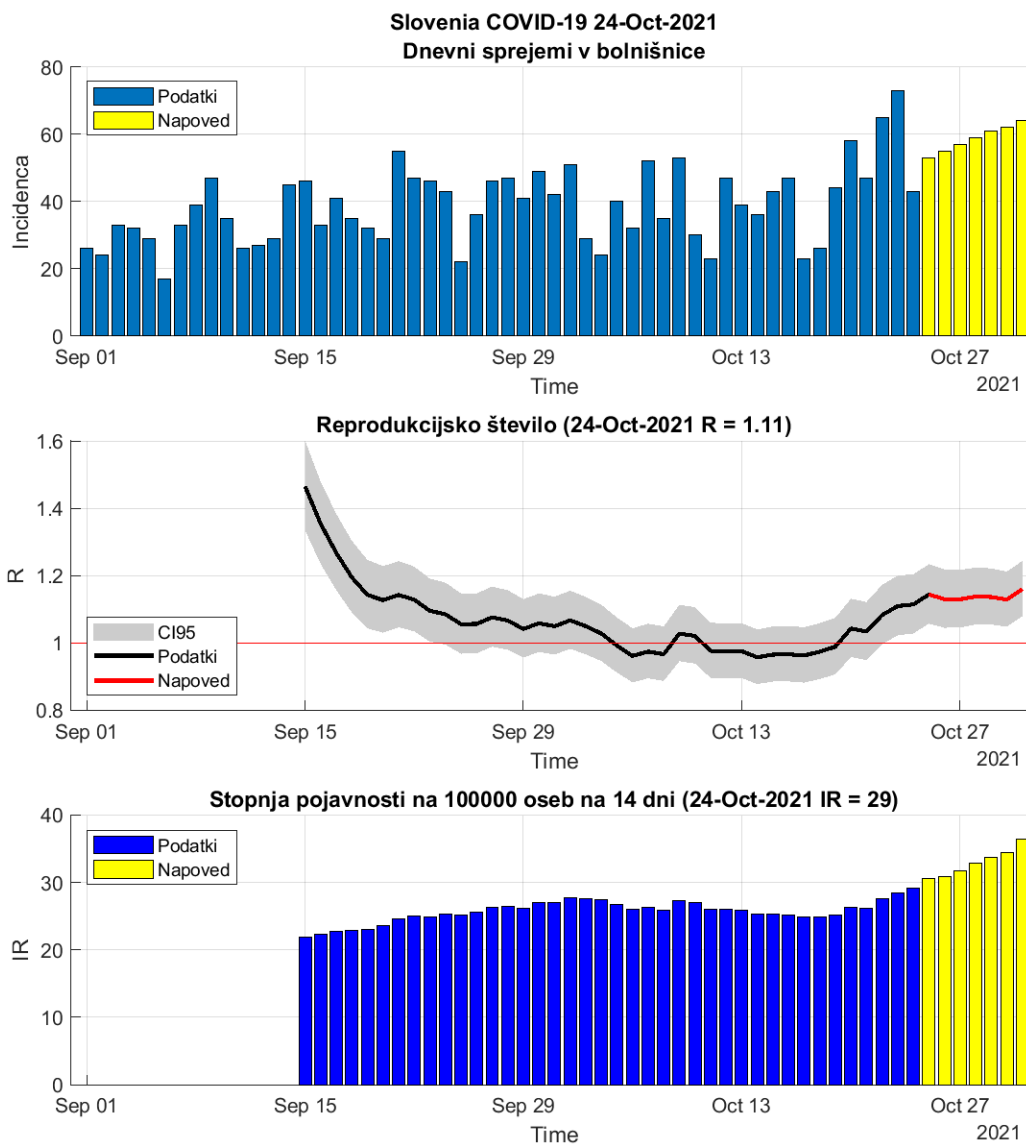 Slovenia COVID-19 24-Oct-2021
Dnevni sprejemi v bolnišnice
80
60
40
20
0
Incidenca
Podatki
Napoved
Sep 01
Sep 15
Sep 29
Oct 13
Oct 27
Time
2021
Reprodukcijsko število (24-Oct-2021 R = 1.11)
1.6
1.4
1.2
1
0.8
R
CI95
Podatki
Napoved
Sep 01
Sep 15
Sep 29
Oct 13
Oct 27
Time
2021
Stopnja pojavnosti na 100000 oseb na 14 dni (24-Oct-2021 IR = 29)
40
30
20
10
0
IR
Podatki
Napoved
Sep 01
Sep 15
Sep 29
Oct 13
Oct 27
Time
2021